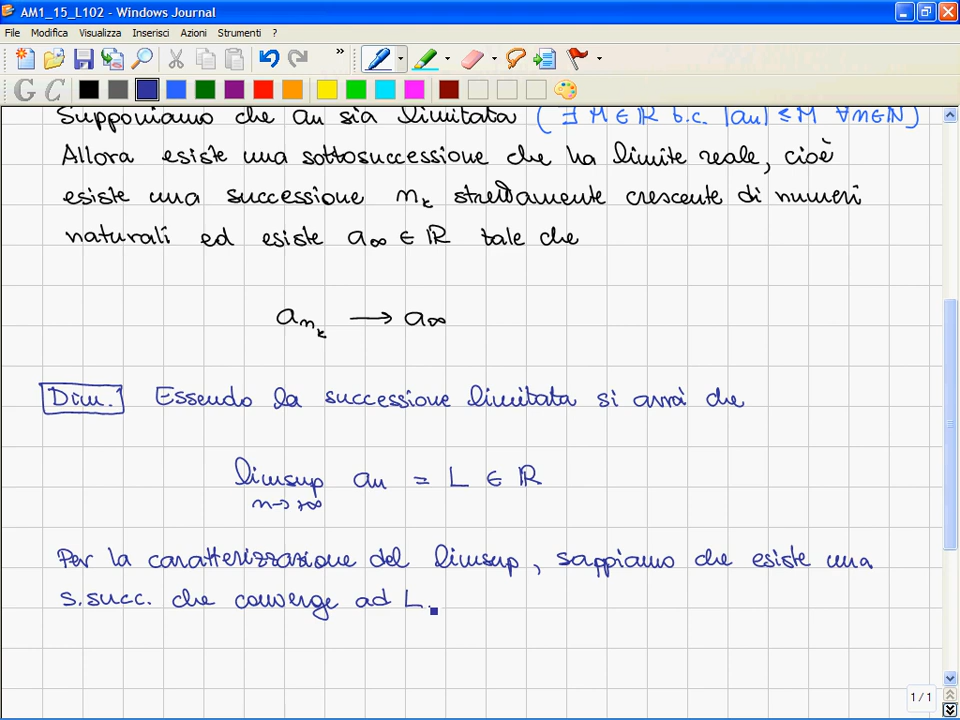 AM1_15_L102 - Windows Journal
File Modifica Visualizza Inserisci Azioni Strumenti ?
G C
Supponiamo che an sia limitata ( ∃ M ∈ ℝ t.c. |an| ≤ M ∀n∈ℕ )
Allora esiste una sottosuccessione che ha limite reale, cioè
esiste una successione nₖ strettamente crescente di numeri
naturali ed esiste a∞ ∈ ℝ tale che
aₙₖ → a∞
Dim. Essendo la successione limitata si avrà che
limsup an = L ∈ ℝ
n→+∞
Per la caratterizzazione del limsup, sappiamo che esiste una
s.succ. che converge ad L.
1 / 1